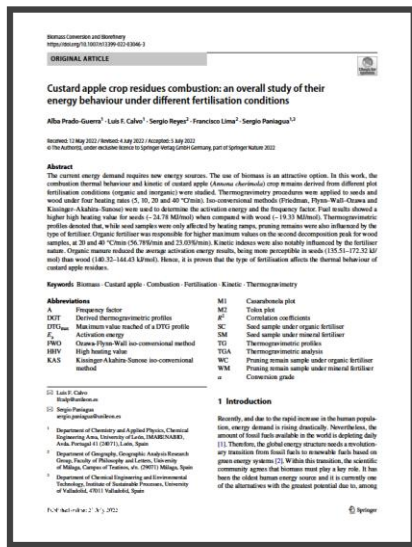 Biomass Conversion and Biorefinery
https://doi.org/10.1007/s13399-022-03046-3
ORIGINAL ARTICLE
Custard apple crop residues combustion: an overall study of their
energy behaviour under different fertilisation conditions
Alba Prado-Guerra¹ · Luis F. Calvo¹ · Sergio Reyes² · Francisco Lima² · Sergio Paniagua¹,³
Received: 12 May 2022 / Revised: 4 July 2022 / Accepted: 5 July 2022
© The Author(s), under exclusive licence to Springer-Verlag GmbH Germany, part of Springer Nature 2022
Abstract
The current energy demand requires new energy sources. The use of biomass is an attractive option. In this work, the
combustion thermal behaviour and kinetic of custard apple (Annona cherimola) crop remains derived from different plot
fertilisation conditions (organic and inorganic) were studied. Thermogravimetry procedures were applied to seeds and
wood under four heating rates (5, 10, 20 and 40 °C/min). Iso-conversional methods (Friedman, Flynn-Wall-Ozawa and
Kissinger-Akahira-Sunose) were used to determine the activation energy and the frequency factor. Fuel results showed a
higher high heating value for seeds (~ 24.78 MJ/mol) when compared to wood (~ 19.33 MJ/mol). Thermogravimetric
profiles denoted that, while seed samples were only affected by heating ramps, pruning remains were also influenced by the
type of fertiliser. Organic fertiliser was responsible for higher maximum values on the second decomposition peak for wood
samples, at 20 and 40 °C/min (56.78%/min and 23.03%/min). Kinetic indexes were also notably influenced by the fertiliser
nature. Organic manure reduced the average activation energy results, being more perceptible in seeds (135.51–172.32 kJ/
mol) than wood (140.32–144.43 kJ/mol). Hence, it is proven that the type of fertilisation affects the thermal behaviour of
custard apple residues.
Keywords Biomass · Custard apple · Combustion · Fertilisation · Kinetic · Thermogravimetry
Abbreviations
A Frequency factor
DGT Derived thermogravimetric profiles
DTGmax Maximum value reached of a DTG profile
Eₐ Activation energy
FWO Ozawa-Flynn-Wall iso-conversional method
HHV High heating value
KAS Kissinger-Akahira-Sunose iso-conversional
method
M1 Casarabonela plot
M2 Tolox plot
R² Correlation coefficients
SC Seed sample under organic fertiliser
SM Seed sample under mineral fertiliser
TG Thermogravimetric profiles
TGA Thermogravimetric analysis
WC Pruning remain sample under organic fertiliser
WM Pruning remain sample under mineral fertiliser
α Conversion grade
Luis F. Calvo
lfcalp@unileon.es
Sergio Paniagua
sergio.paniagua@unileon.es
1 Department of Chemistry and Applied Physics, Chemical
Engineering Area, University of León, IMARENABIO,
Avda. Portugal 41 (24071), León, Spain
2 Department of Geography, Geographic Analysis Research
Group, Faculty of Philosophy and Letters, University
of Málaga, Campus of Teatinos, s/n. (29071) Málaga, Spain
3 Department of Chemical Engineering and Environmental
Technology, Institute of Sustainable Processes, University
of Valladolid, 47011 Valladolid, Spain
1 Introduction
Recently, and due to the rapid increase in the human popula-
tion, energy demand is rising drastically. Nevertheless, the
amount of fossil fuels available in the world is depleting daily
[1]. Therefore, the global energy structure needs a revolution-
ary transition from fossil fuels to renewable fuels based on
green energy systems [2]. Within this transition, the scientific
community agrees that biomass must play a key role. It has
been the oldest human energy source and it is currently one
of the alternatives with the greatest potential due to, among
Published online: 21 July 2022
Springer